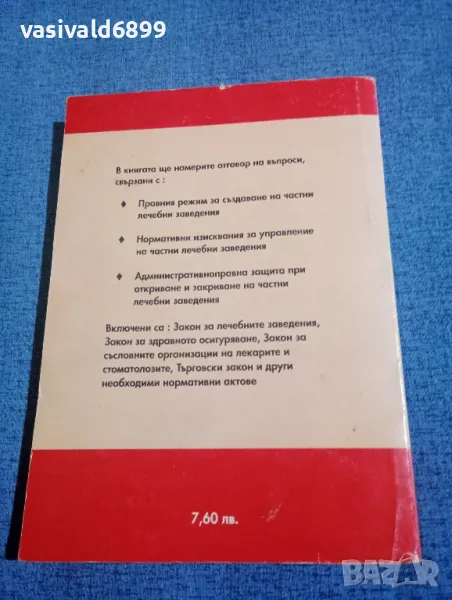 vasivald6899
В книгата ще намерите отговор на въпроси,
свързани с :
♦ Правния режим за създаване на частни
лечебни заведения
♦ Нормативни изисквания за управление
на частни лечебни заведения
♦ Административноправна защита при
откриване и закриване на частни
лечебни заведения
Включени са : Закон за лечебните заведения,
Закон за здравното осигуряване, Закон за
съсловните организации на лекарите и
стоматолозите, Търговски закон и други
необходими нормативни актове
7,60 лв.
BAZAR